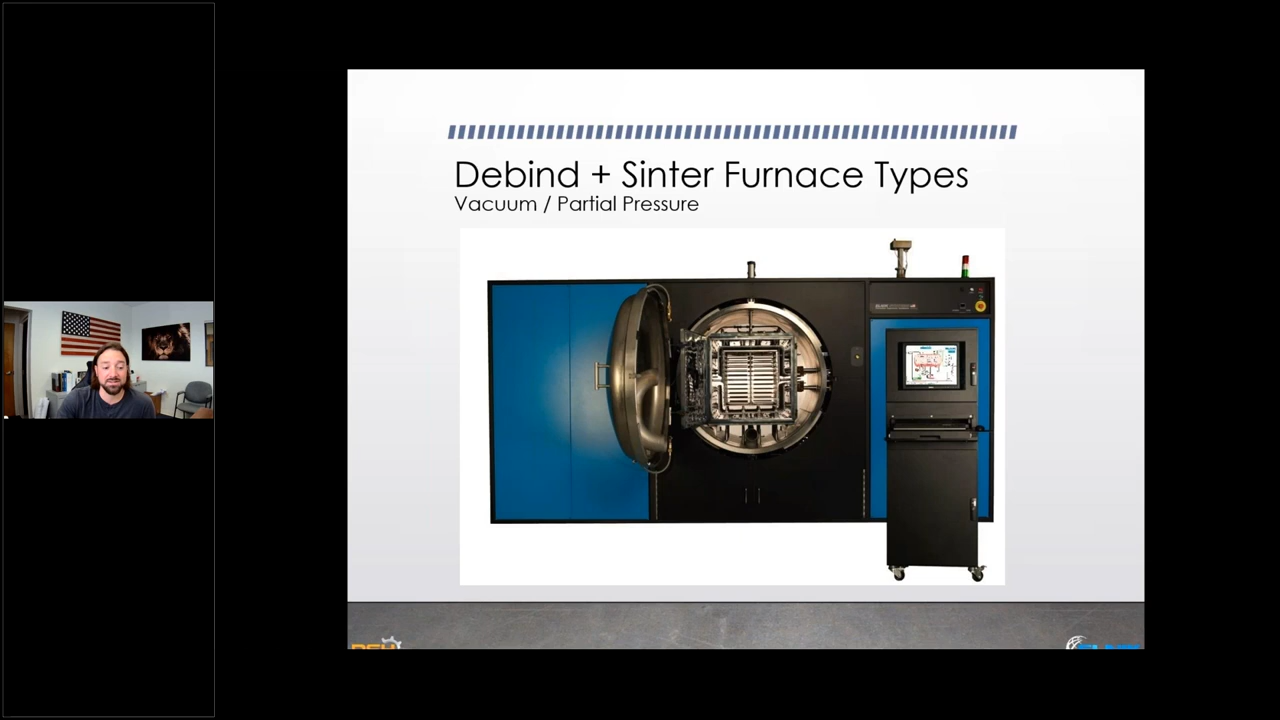 Debind + Sinter Furnace Types
Vacuum / Partial Pressure